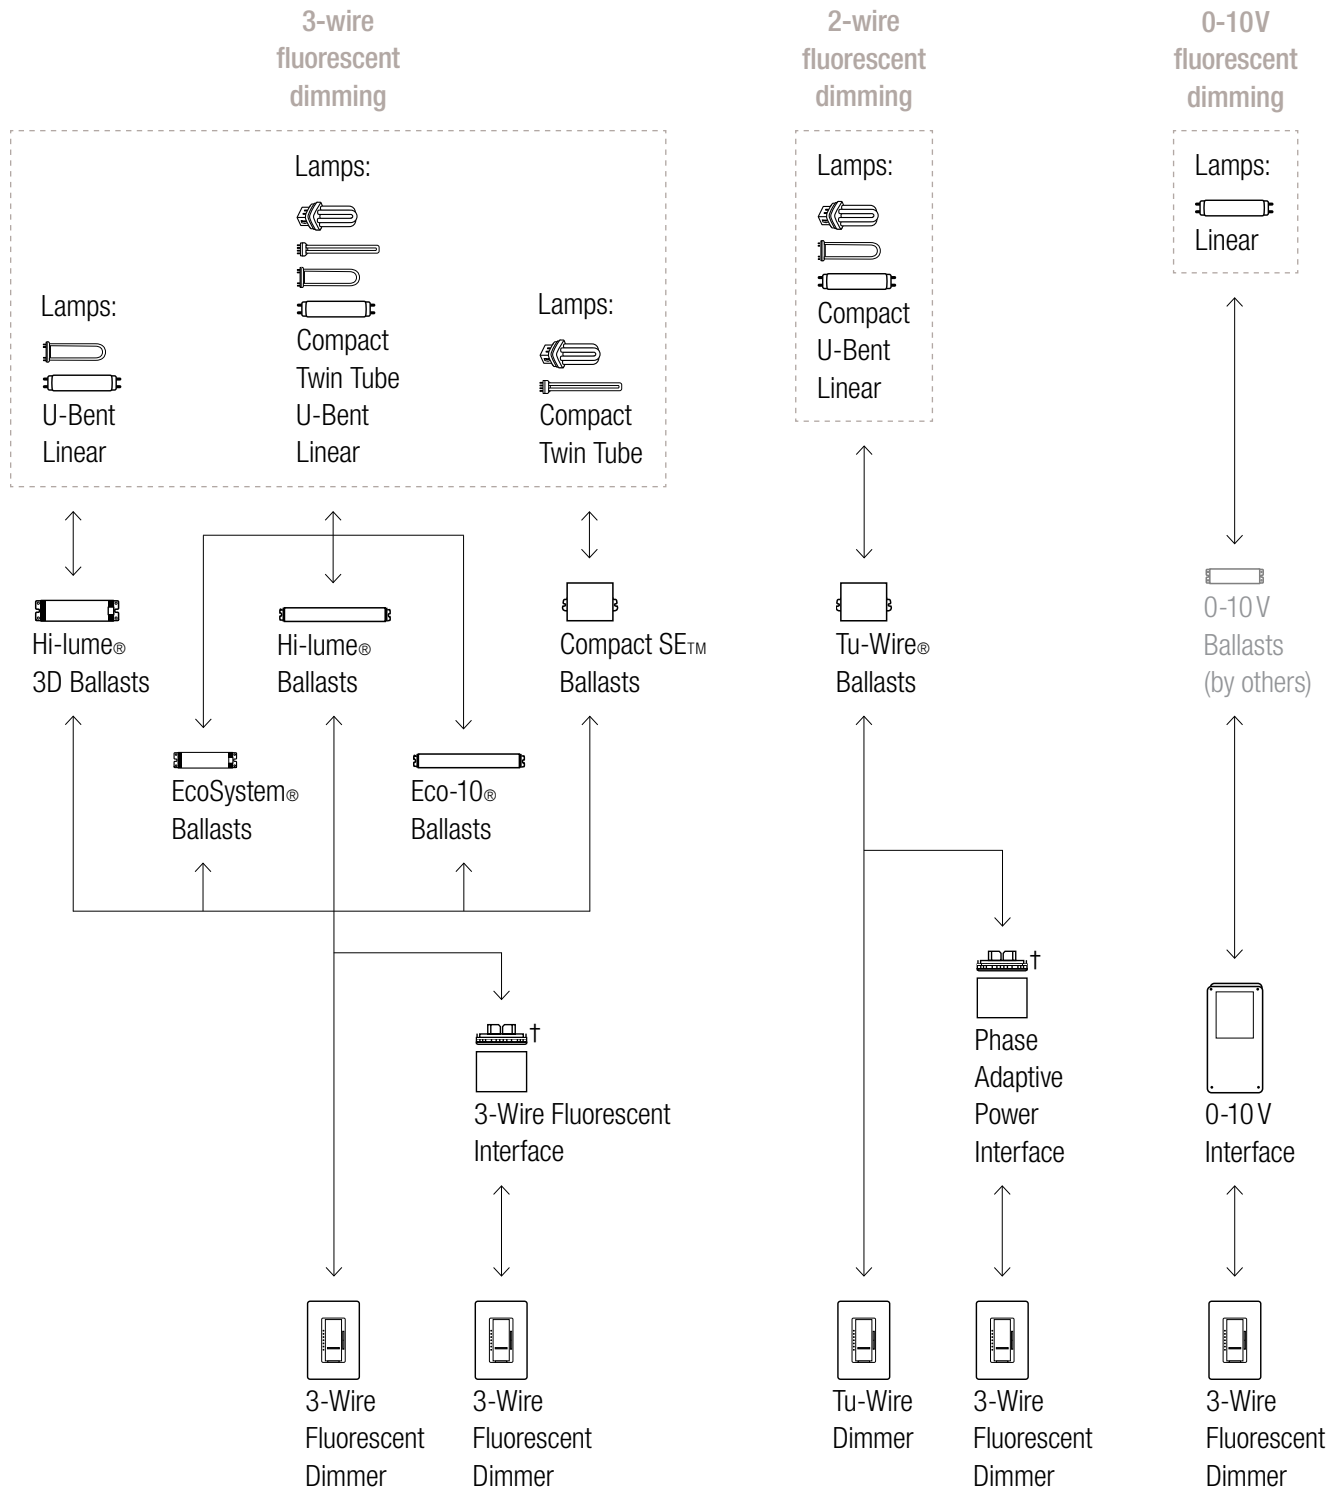 3-wire
fluorescent
dimming
Lamps:
U-Bent
Linear
Lamps:
Compact
Twin Tube
U-Bent
Linear
Lamps:
Compact
Twin Tube
Hi-lume®
3D Ballasts
Hi-lume®
Ballasts
Compact SE™
Ballasts
EcoSystem®
Ballasts
Eco-10®
Ballasts
†
3-Wire Fluorescent
Interface
3-Wire
Fluorescent
Dimmer
3-Wire
Fluorescent
Dimmer
2-wire
fluorescent
dimming
Lamps:
Compact
U-Bent
Linear
Tu-Wire®
Ballasts
†
Phase
Adaptive
Power
Interface
Tu-Wire
Dimmer
3-Wire
Fluorescent
Dimmer
0-10V
fluorescent
dimming
Lamps:
Linear
0-10 V
Ballasts
(by others)
0-10 V
Interface
3-Wire
Fluorescent
Dimmer